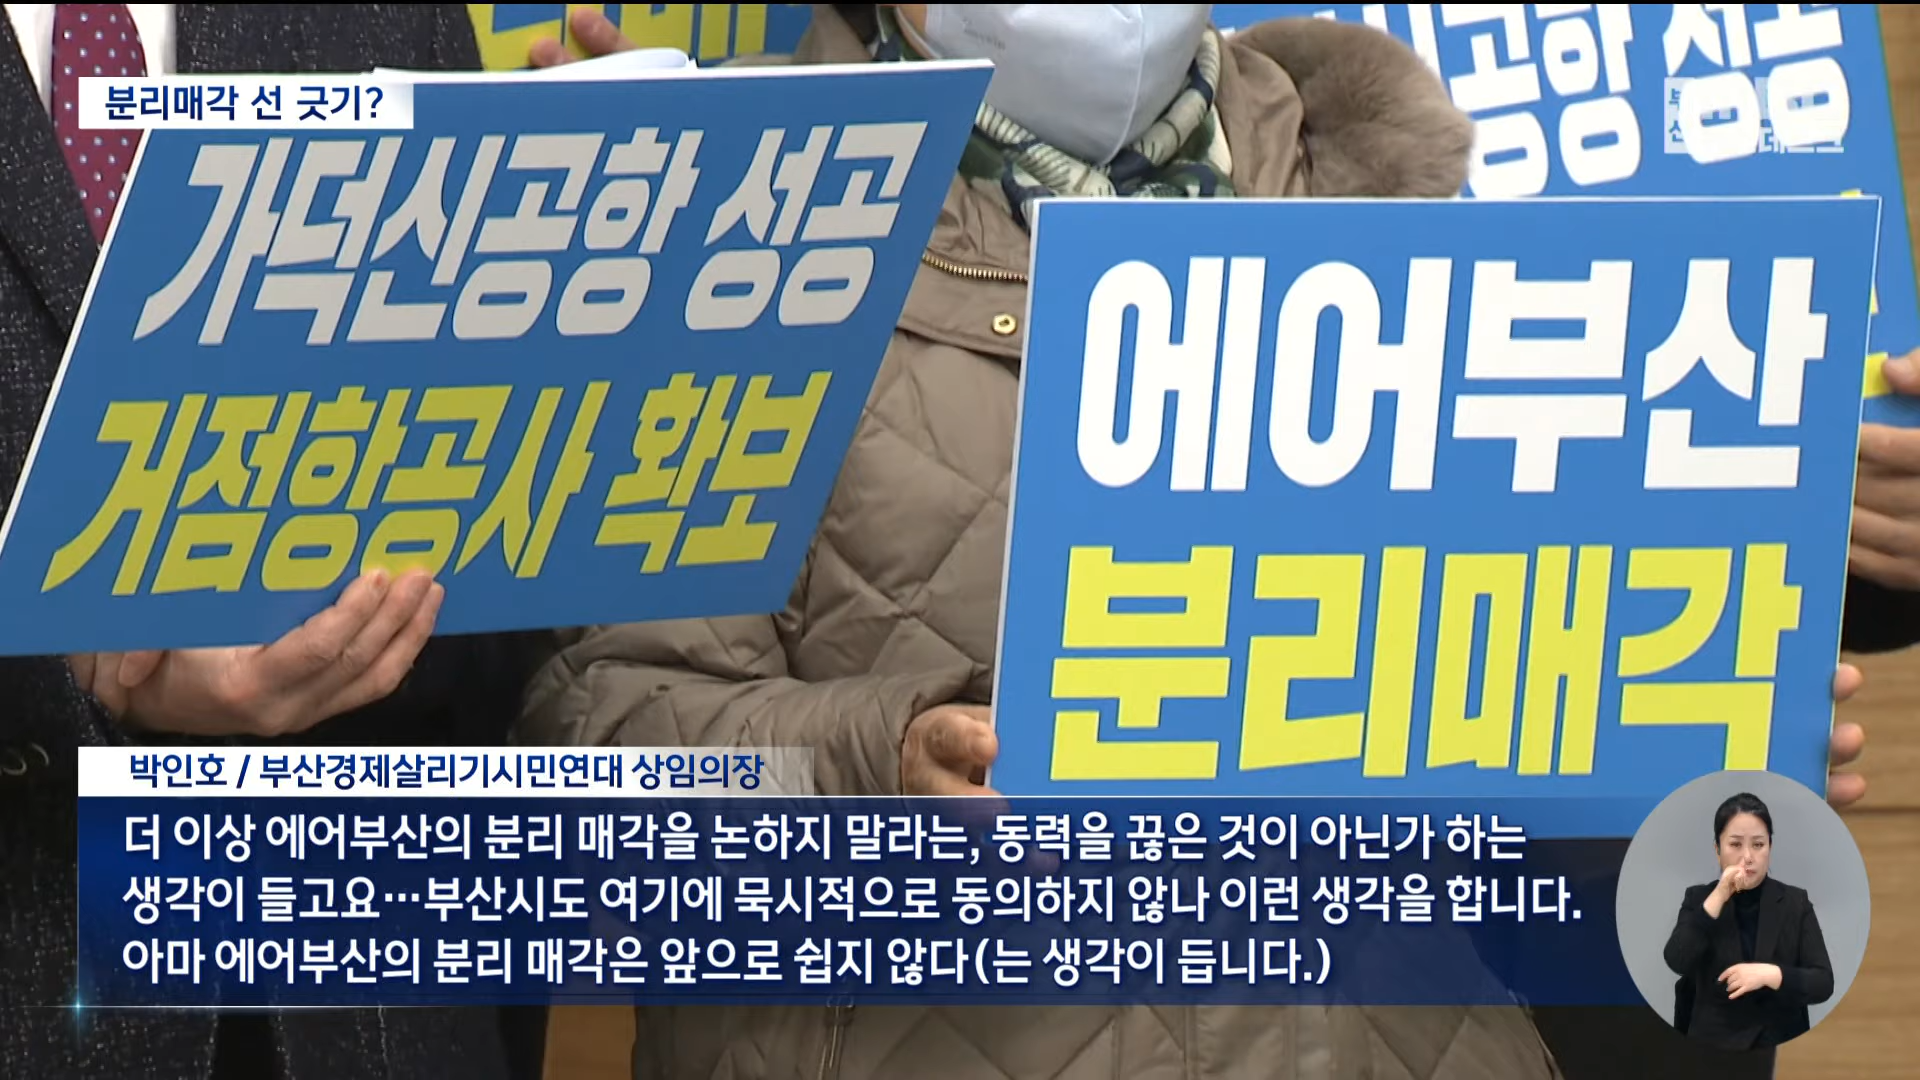 분리매각 선 긋기?
가덕신공항 성공
거점항공사 확보
공항 성공
에어부산
분리매각
박인호 / 부산경제살리기시민연대 상임의장
더 이상 에어부산의 분리 매각을 논하지 말라는, 동력을 끊은 것이 아닌가 하는
생각이 들고요…부산시도 여기에 묵시적으로 동의하지 않나 이런 생각을 합니다.
아마 에어부산의 분리 매각은 앞으로 쉽지 않다(는 생각이 듭니다.)